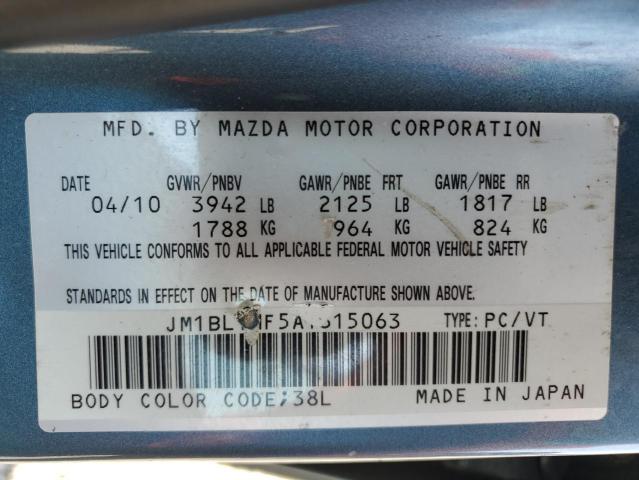 MFD. BY MAZDA MOTOR CORPORATION
DATE GVWR/PNBV GAWR/PNBE FRT GAWR/PNBE RR
04/10 3942 LB 2125 LB 1817 LB
1788 KG 964 KG 824 KG
THIS VEHICLE CONFORMS TO ALL APPLICABLE FEDERAL MOTOR VEHICLE SAFETY
STANDARDS IN EFFECT ON THE DATE OF MANUFACTURE SHOWN ABOVE.
TYPE:PC/VT
BODY COLOR CODE;38L MADE IN JAPAN